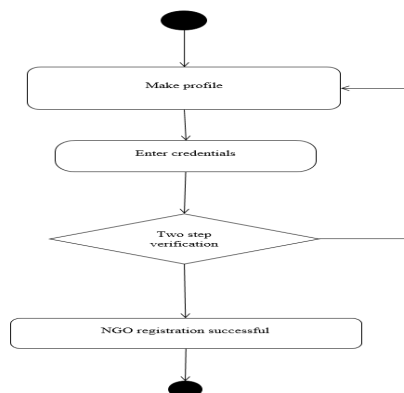 Make profile
Enter credentials
Two step
verification
NGO registration successful